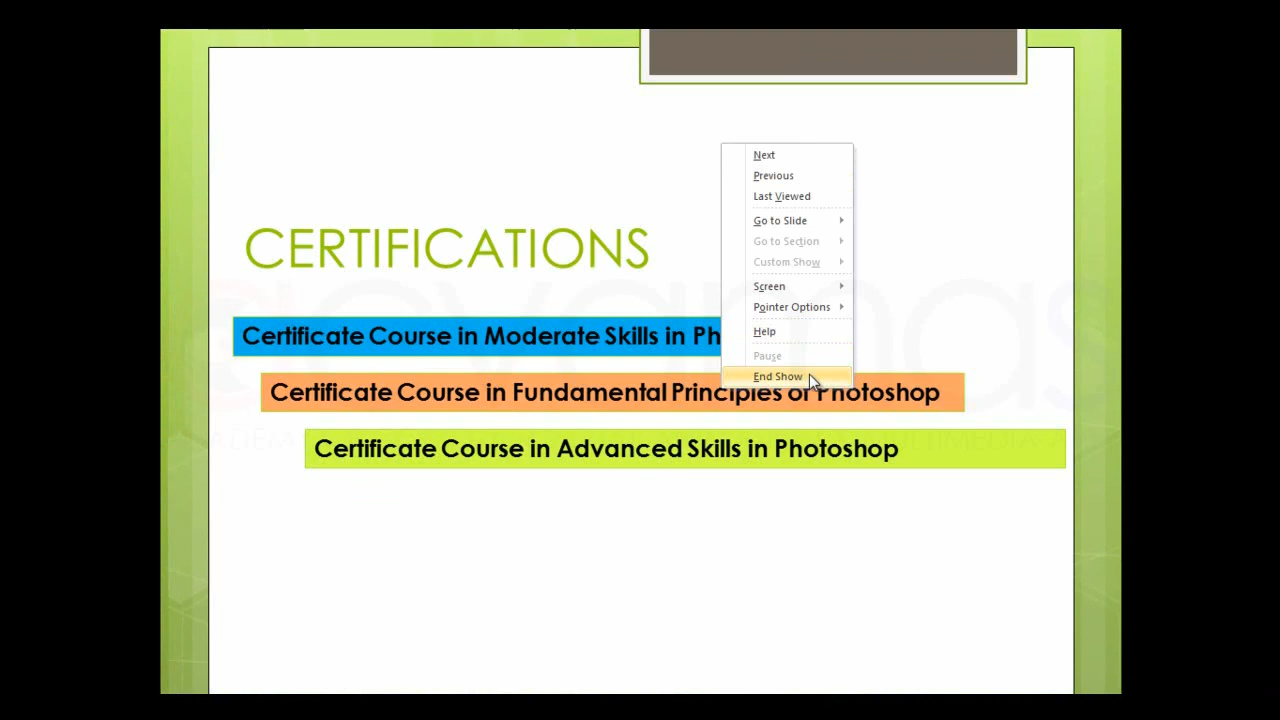 Next
Previous
Last Viewed
Go to Slide
Go to Section
Custom Show
Screen
Pointer Options
Help
Pause
End Show
CERTIFICATIONS
Certificate Course in Moderate Skills in Ph
Certificate Course in Fundamental Principles of Photoshop
Certificate Course in Advanced Skills in Photoshop